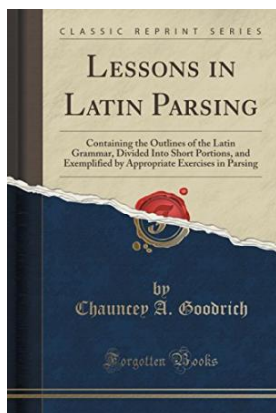 CLASSIC REPRINT SERIES
LESSONS IN
LATIN PARSING
Containing the Outlines of the Latin
Grammar, Divided Into Short Portions, and
Exemplified by Appropriate Exercises in Parsing
by
Chauncey A. Goodrich
Forgotten Books